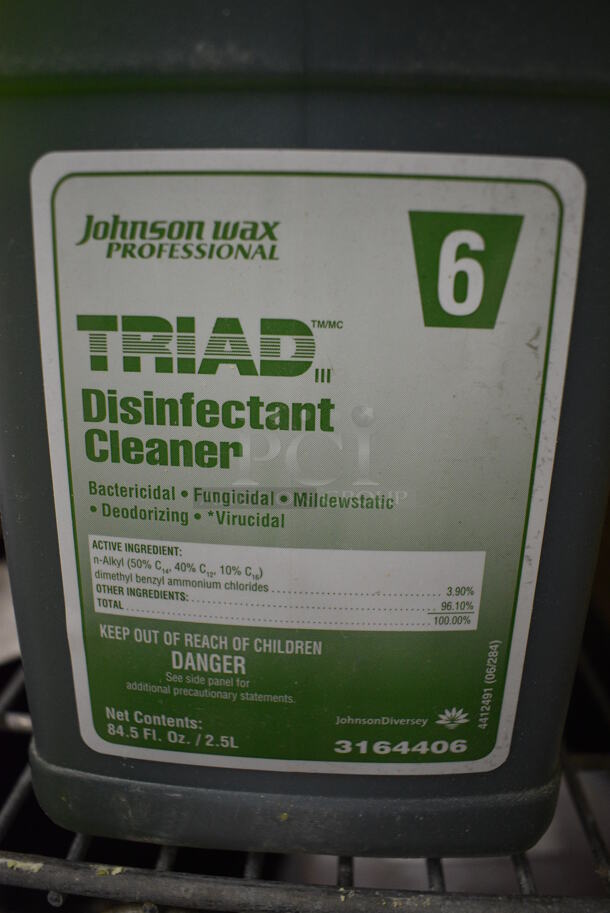 Johnson wax
PROFESSIONAL
6
TRIAD III TM/MC
Disinfectant
Cleaner
PCi
GROUP
Bactericidal • Fungicidal • Mildewstatic
• Deodorizing • *Virucidal
ACTIVE INGREDIENT:
n-Alkyl (50% C14, 40% C12, 10% C16)
dimethyl benzyl ammonium chlorides 3.90%
OTHER INGREDIENTS: 96.10%
TOTAL 100.00%
KEEP OUT OF REACH OF CHILDREN
DANGER
See side panel for
additional precautionary statements.
Net Contents:
84.5 Fl. Oz. / 2.5L
JohnsonDiversey
3164406
4412491 (06/284)